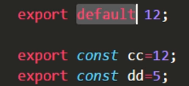 export default 12;
export const cc=12;
export const dd=5;